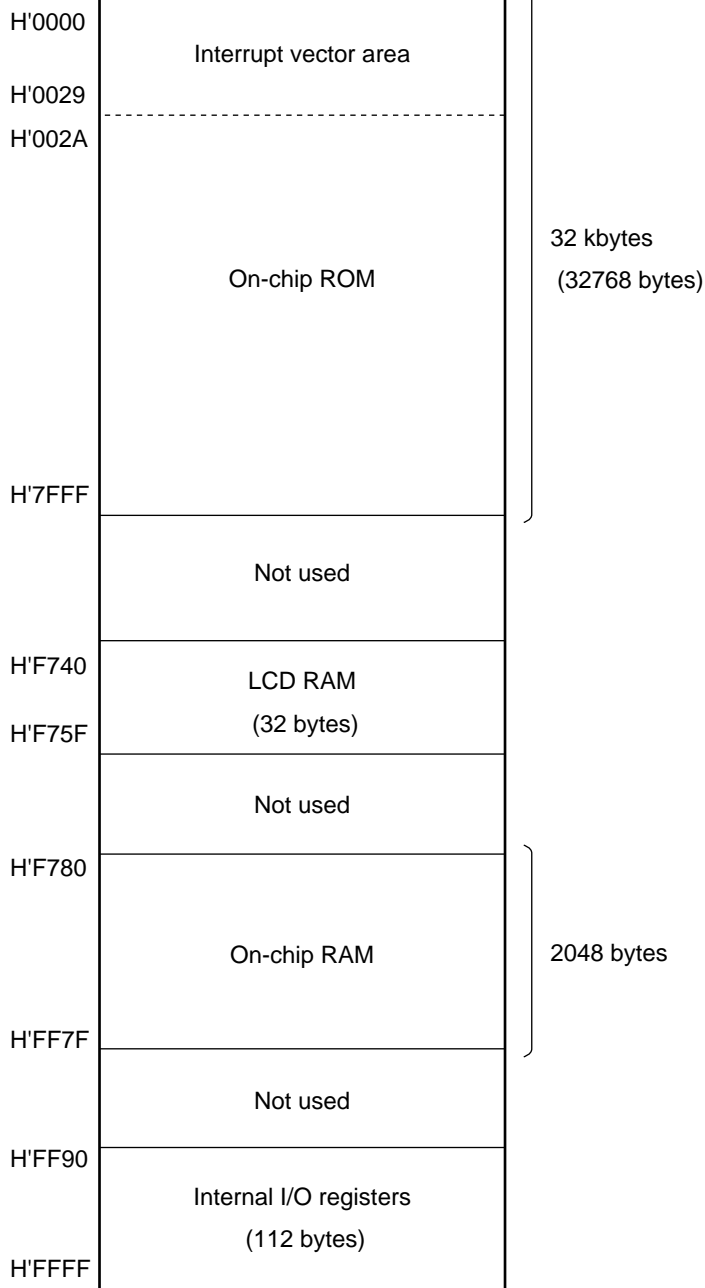 H'0000
Interrupt vector area
H'0029
H'002A
On-chip ROM
32 kbytes
(32768 bytes)
H'7FFF
Not used
H'F740
LCD RAM
(32 bytes)
H'F75F
Not used
H'F780
On-chip RAM
2048 bytes
H'FF7F
Not used
H'FF90
Internal I/O registers
(112 bytes)
H'FFFF